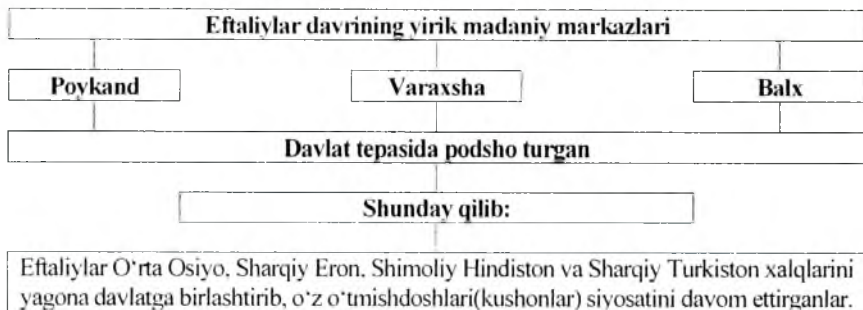 Eftaliylar davrining yirik madaniy markazlari
Poykand
Varaxsha
Balx
Davlat tepasida podsho turgan
Shunday qilib:
Eftaliylar O‘rta Osiyo, Sharqiy Eron, Shimoliy Hindiston va Sharqiy Turkiston xalqlarini
yagona davlatga birlashtirib, o‘z o‘tmishdoshlari(kushonlar) siyosatini davom ettirganlar.